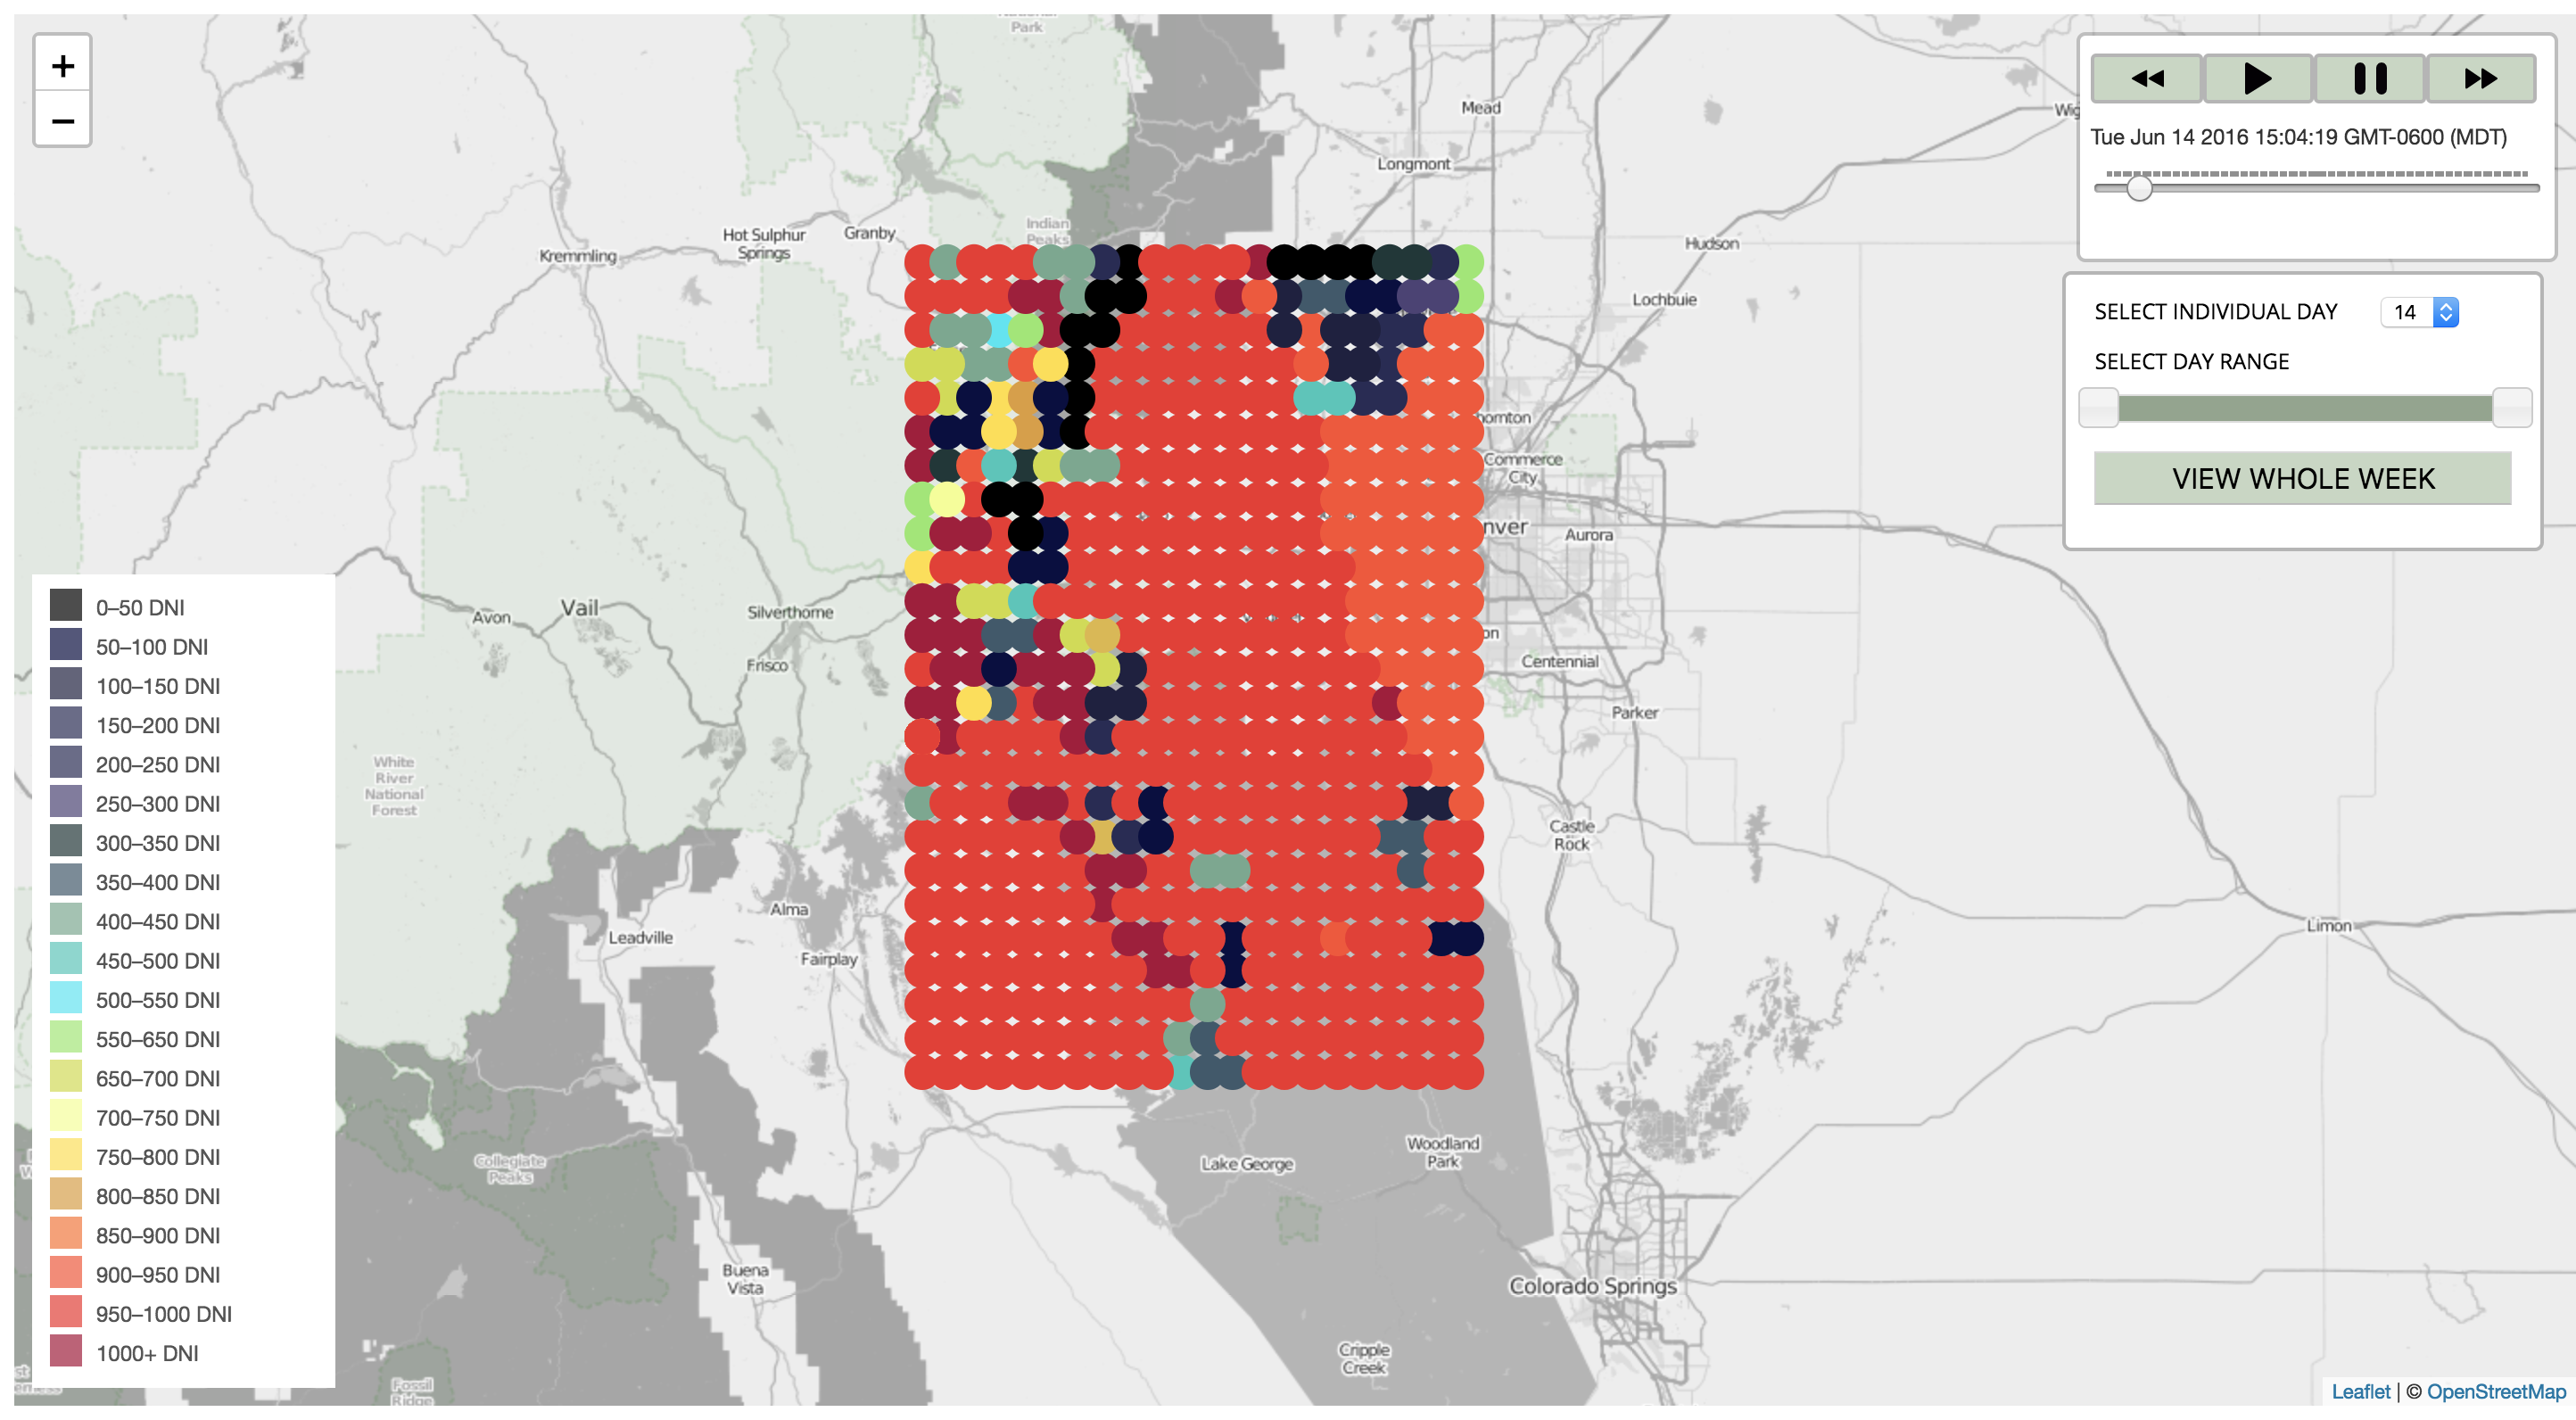 +
−
Tue Jun 14 2016 15:04:19 GMT-0600 (MDT)
SELECT INDIVIDUAL DAY 14
SELECT DAY RANGE
VIEW WHOLE WEEK
Park
Mead
Longmont
Indian
Peaks
Granby
Hot Sulphur
Springs
Kremmling
Hudson
Lochbuie
Commerce
City
Aurora
Avon
Vail
Silverthorne
Frisco
Centennial
Parker
White
River
National
Forest
Castle
Rock
Alma
Leadville
Fairplay
Limon
Woodland
Park
Lake George
Collegiate
Peaks
Buena
Vista
Colorado Springs
Cripple
Creek
Fossil
Ridge
0–50 DNI
50–100 DNI
100–150 DNI
150–200 DNI
200–250 DNI
250–300 DNI
300–350 DNI
350–400 DNI
400–450 DNI
450–500 DNI
500–550 DNI
550–650 DNI
650–700 DNI
700–750 DNI
750–800 DNI
800–850 DNI
850–900 DNI
900–950 DNI
950–1000 DNI
1000+ DNI
Leaflet | © OpenStreetMap